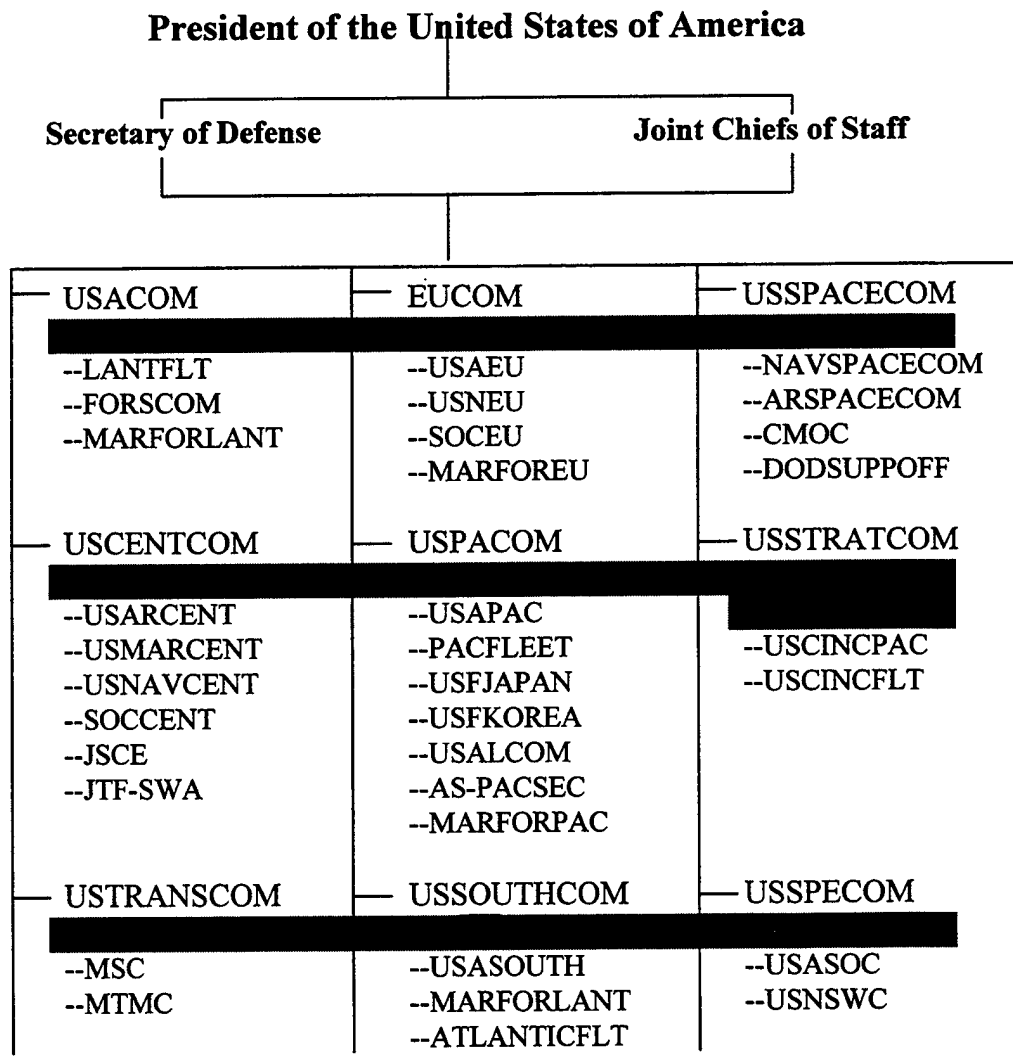 President of the United States of America
Secretary of Defense
Joint Chiefs of Staff
USACOM
--LANTFLT
--FORSCOM
--MARFORLANT
EUCOM
--USAEU
--USNEU
--SOCEU
--MARFOREU
USSPACECOM
--NAVSPACECOM
--ARSPACECOM
--CMOC
--DODSUPPOFF
USCENTCOM
--USARCENT
--USMARCENT
--USNAVCENT
--SOCCENT
--JSCE
--JTF-SWA
USPACOM
--USAPAC
--PACFLEET
--USFJAPAN
--USFKOREA
--USALCOM
--AS-PACSEC
--MARFORPAC
USSTRATCOM
--USCINCPAC
--USCINCFLT
USTRANSCOM
--MSC
--MTMC
USSOUTHCOM
--USASOUTH
--MARFORLANT
--ATLANTICFLT
USSPECOM
--USASOC
--USNSWC